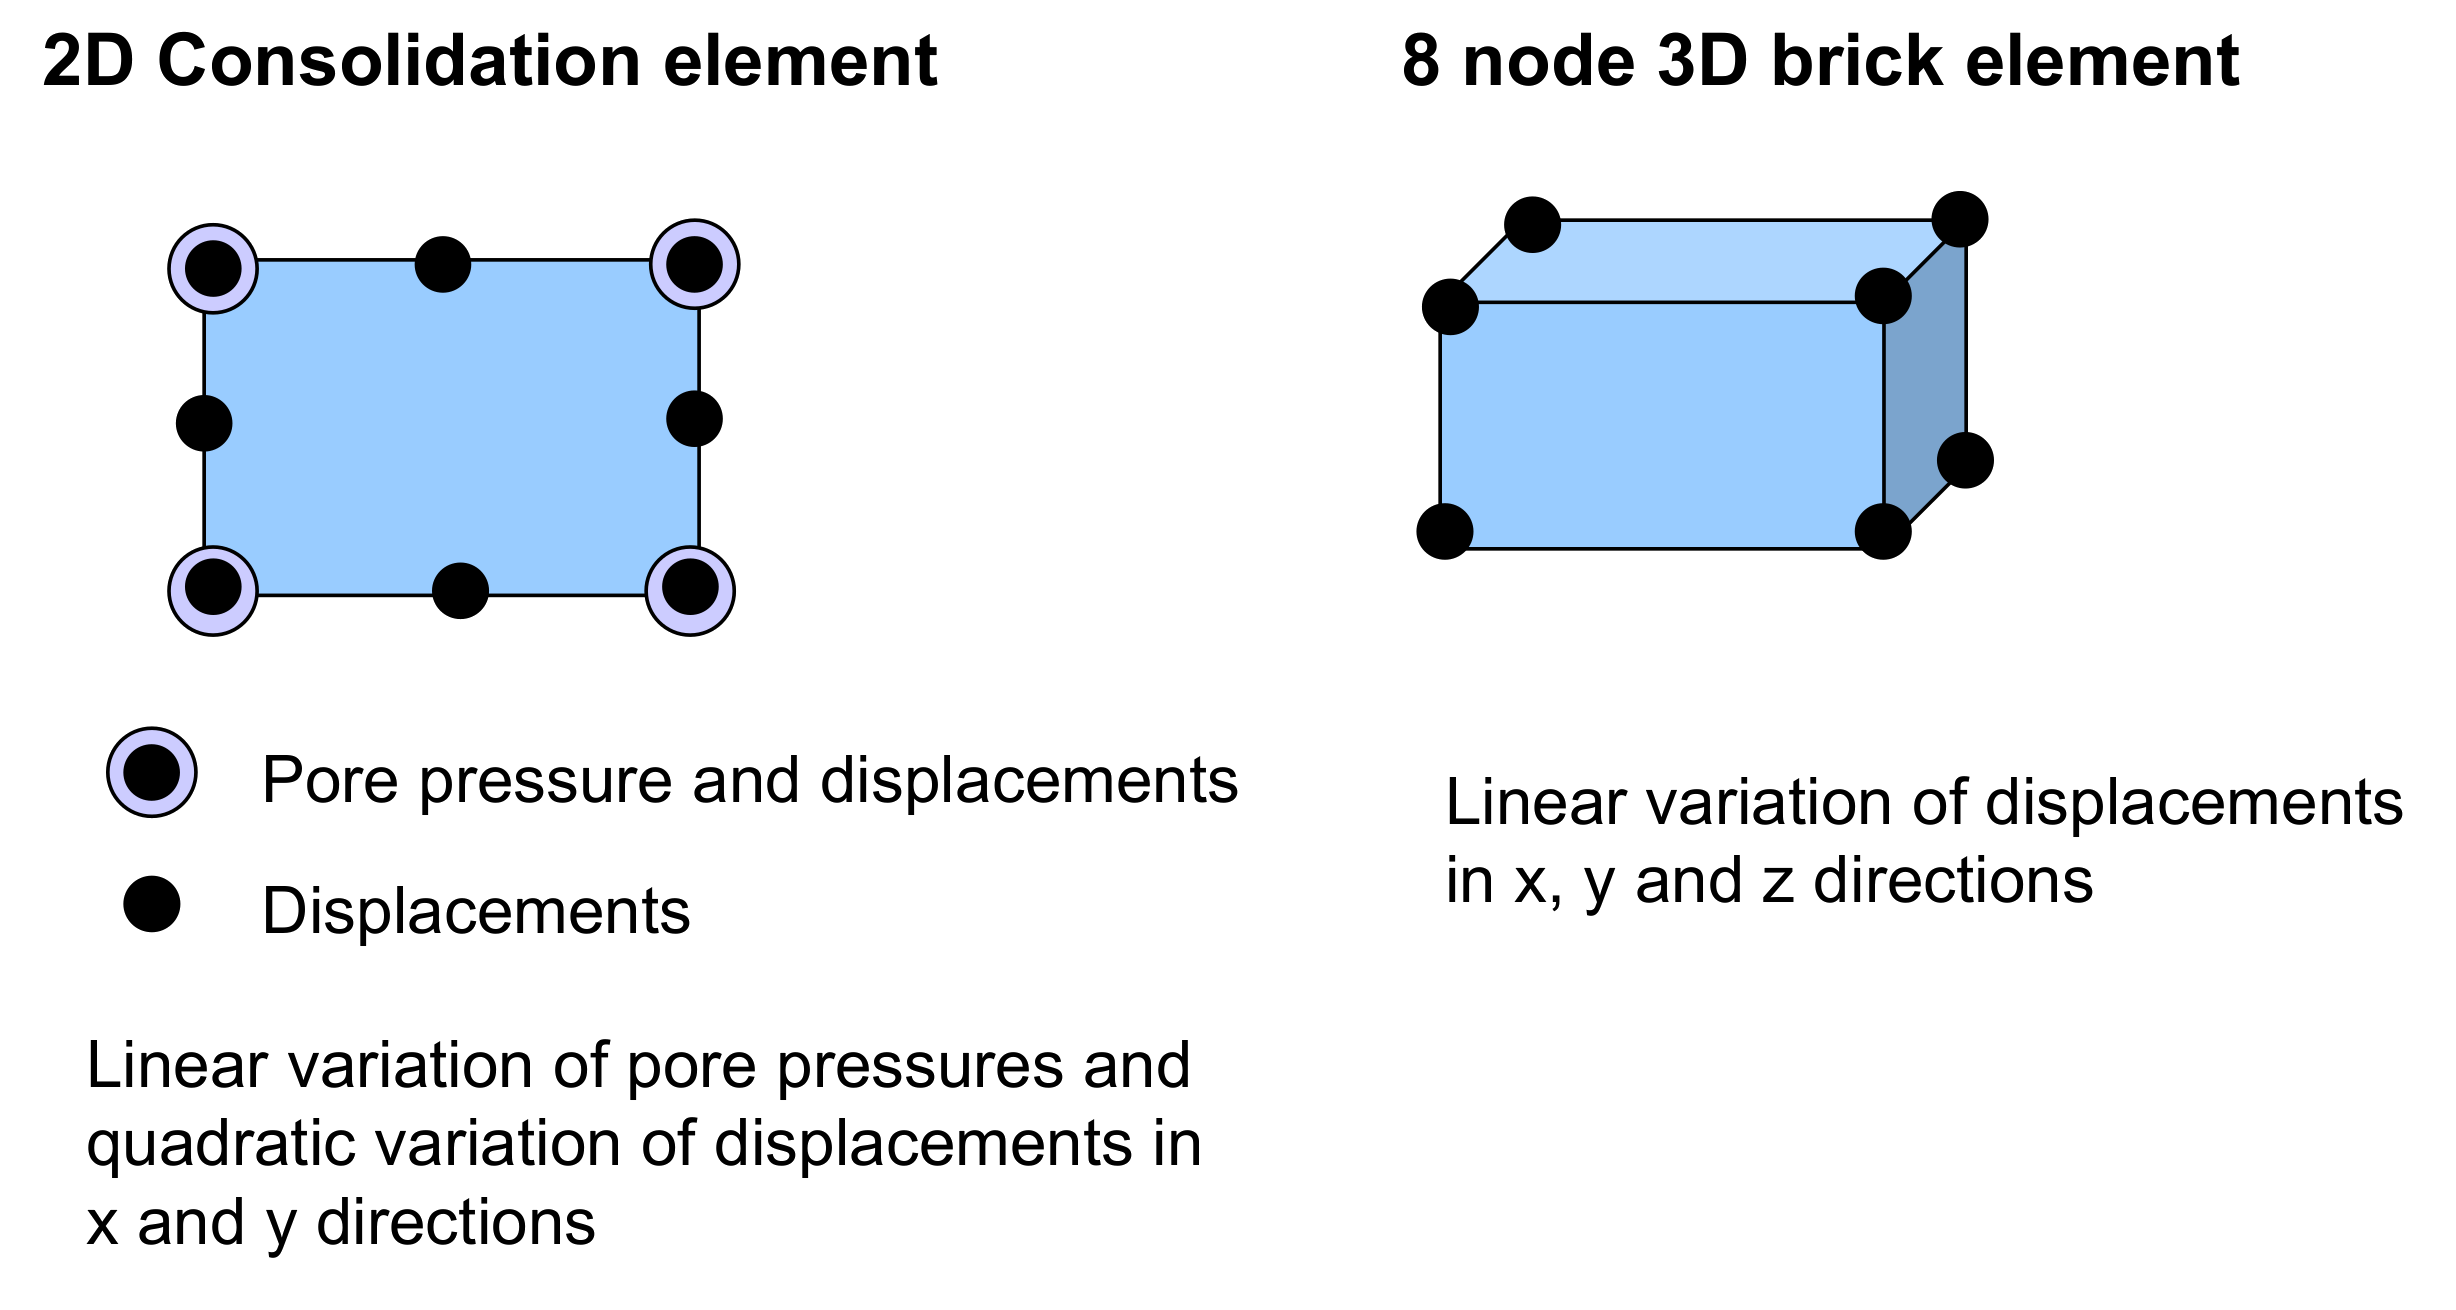 2D Consolidation element
8 node 3D brick element
Pore pressure and displacements
Displacements
Linear variation of pore pressures and
quadratic variation of displacements in
x and y directions
Linear variation of displacements
in x, y and z directions